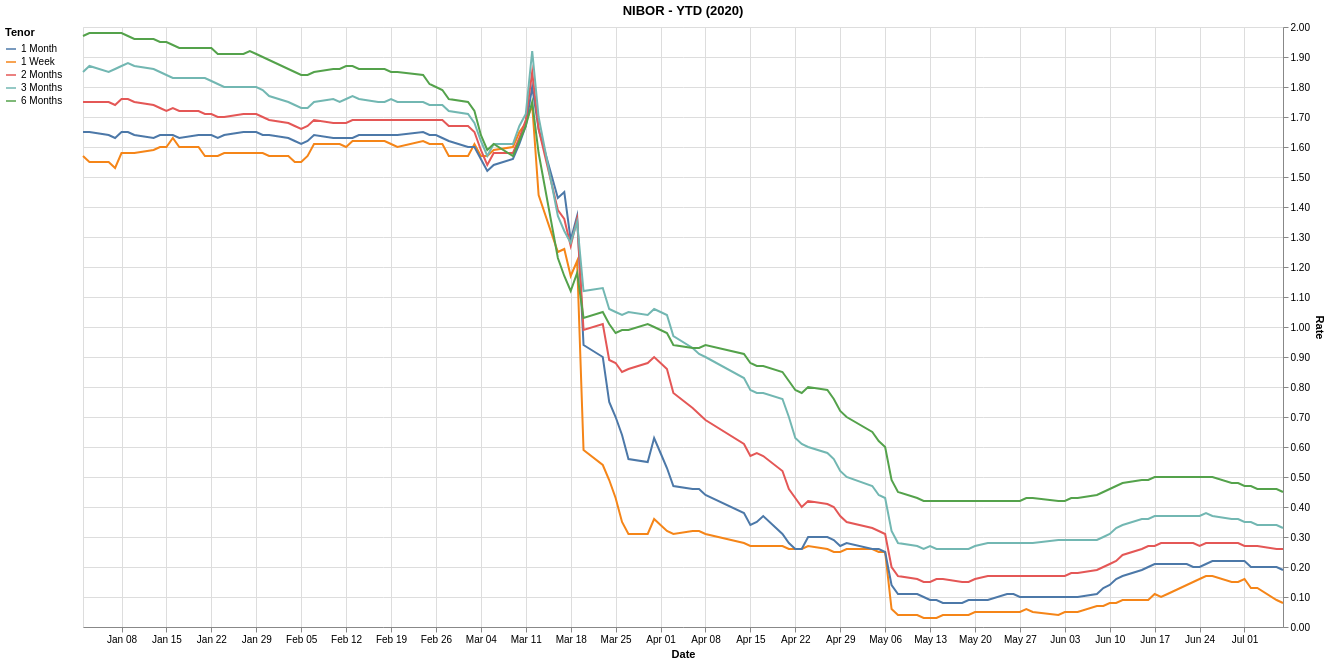 NIBOR - YTD (2020)
Tenor
1 Month
1 Week
2 Months
3 Months
6 Months
2.00
1.90
1.80
1.70
1.60
1.50
1.40
1.30
1.20
1.10
1.00
0.90
0.80
0.70
0.60
0.50
0.40
0.30
0.20
0.10
0.00
Rate
Jan 08 Jan 15 Jan 22 Jan 29 Feb 05 Feb 12 Feb 19 Feb 26 Mar 04 Mar 11 Mar 18 Mar 25 Apr 01 Apr 08 Apr 15 Apr 22 Apr 29 May 06 May 13 May 20 May 27 Jun 03 Jun 10 Jun 17 Jun 24 Jul 01
Date